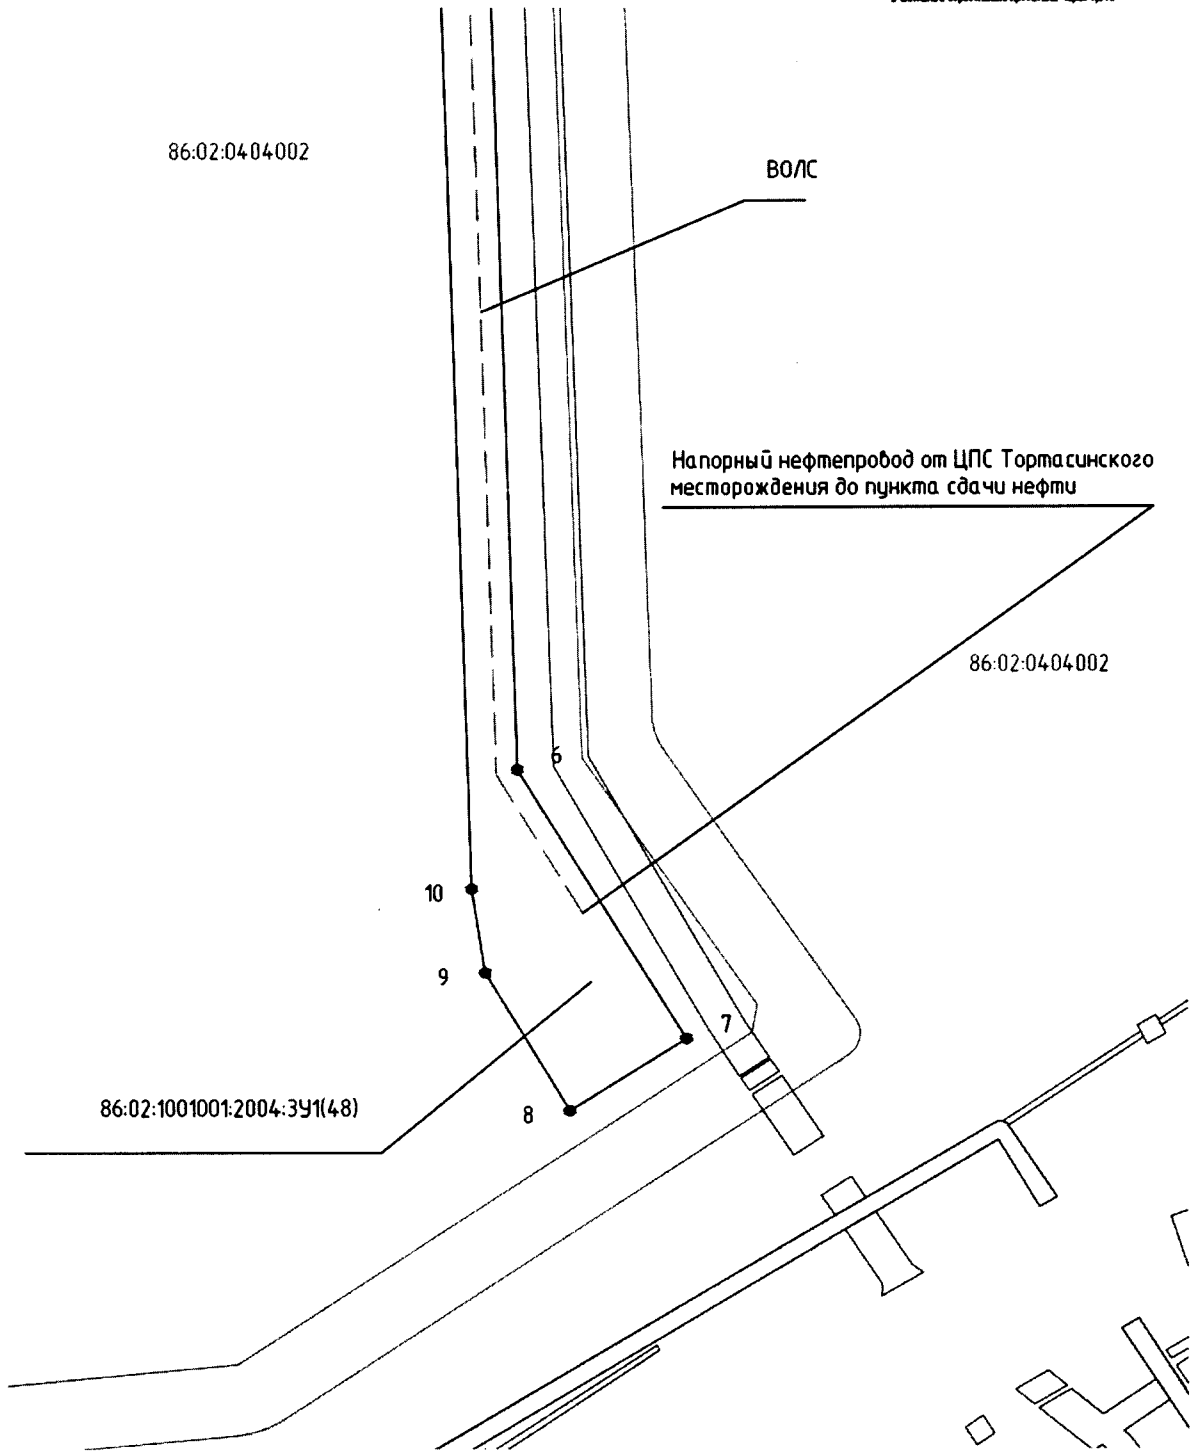 86:02:0404002
ВОЛС
Напорный нефтепровод от ЦПС Тортасинского
месторождения до пункта сдачи нефти
86:02:0404002
6
10
9
7
86:02:1001001:2004:ЗУ1(48)
8